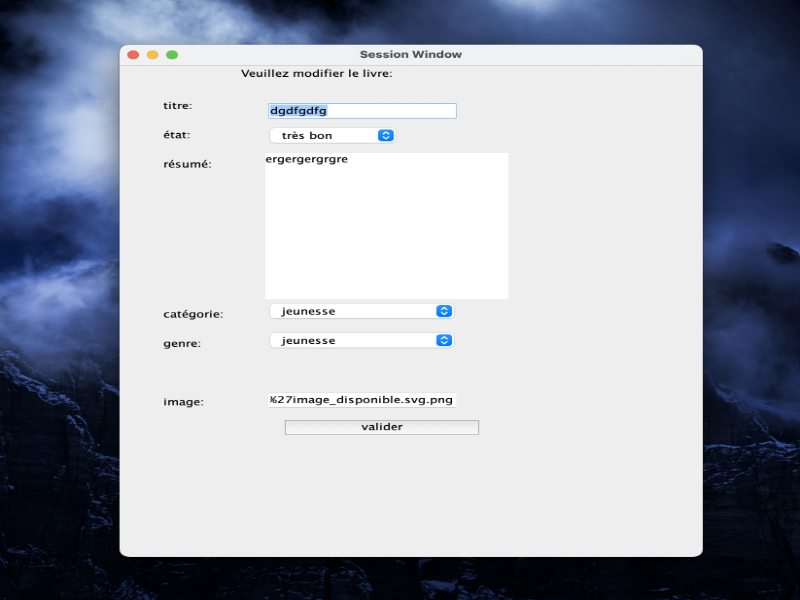 Session Window
Veuillez modifier le livre:
titre:
dgdfgdfg
état:
très bon
résumé:
ergergergrgre
catégorie:
jeunesse
genre:
jeunesse
image:
%27image_disponible.svg.png
valider